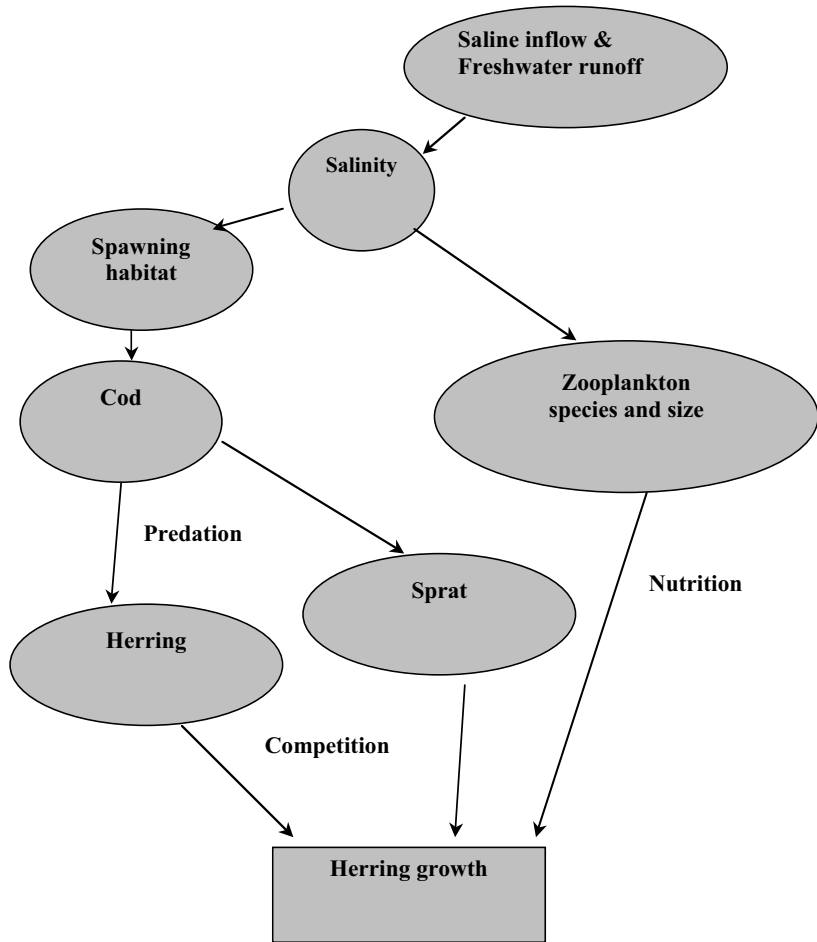 Saline inflow &
Freshwater runoff
Salinity
Spawning
habitat
Zooplankton
species and size
Cod
Predation
Sprat
Nutrition
Herring
Competition
Herring growth